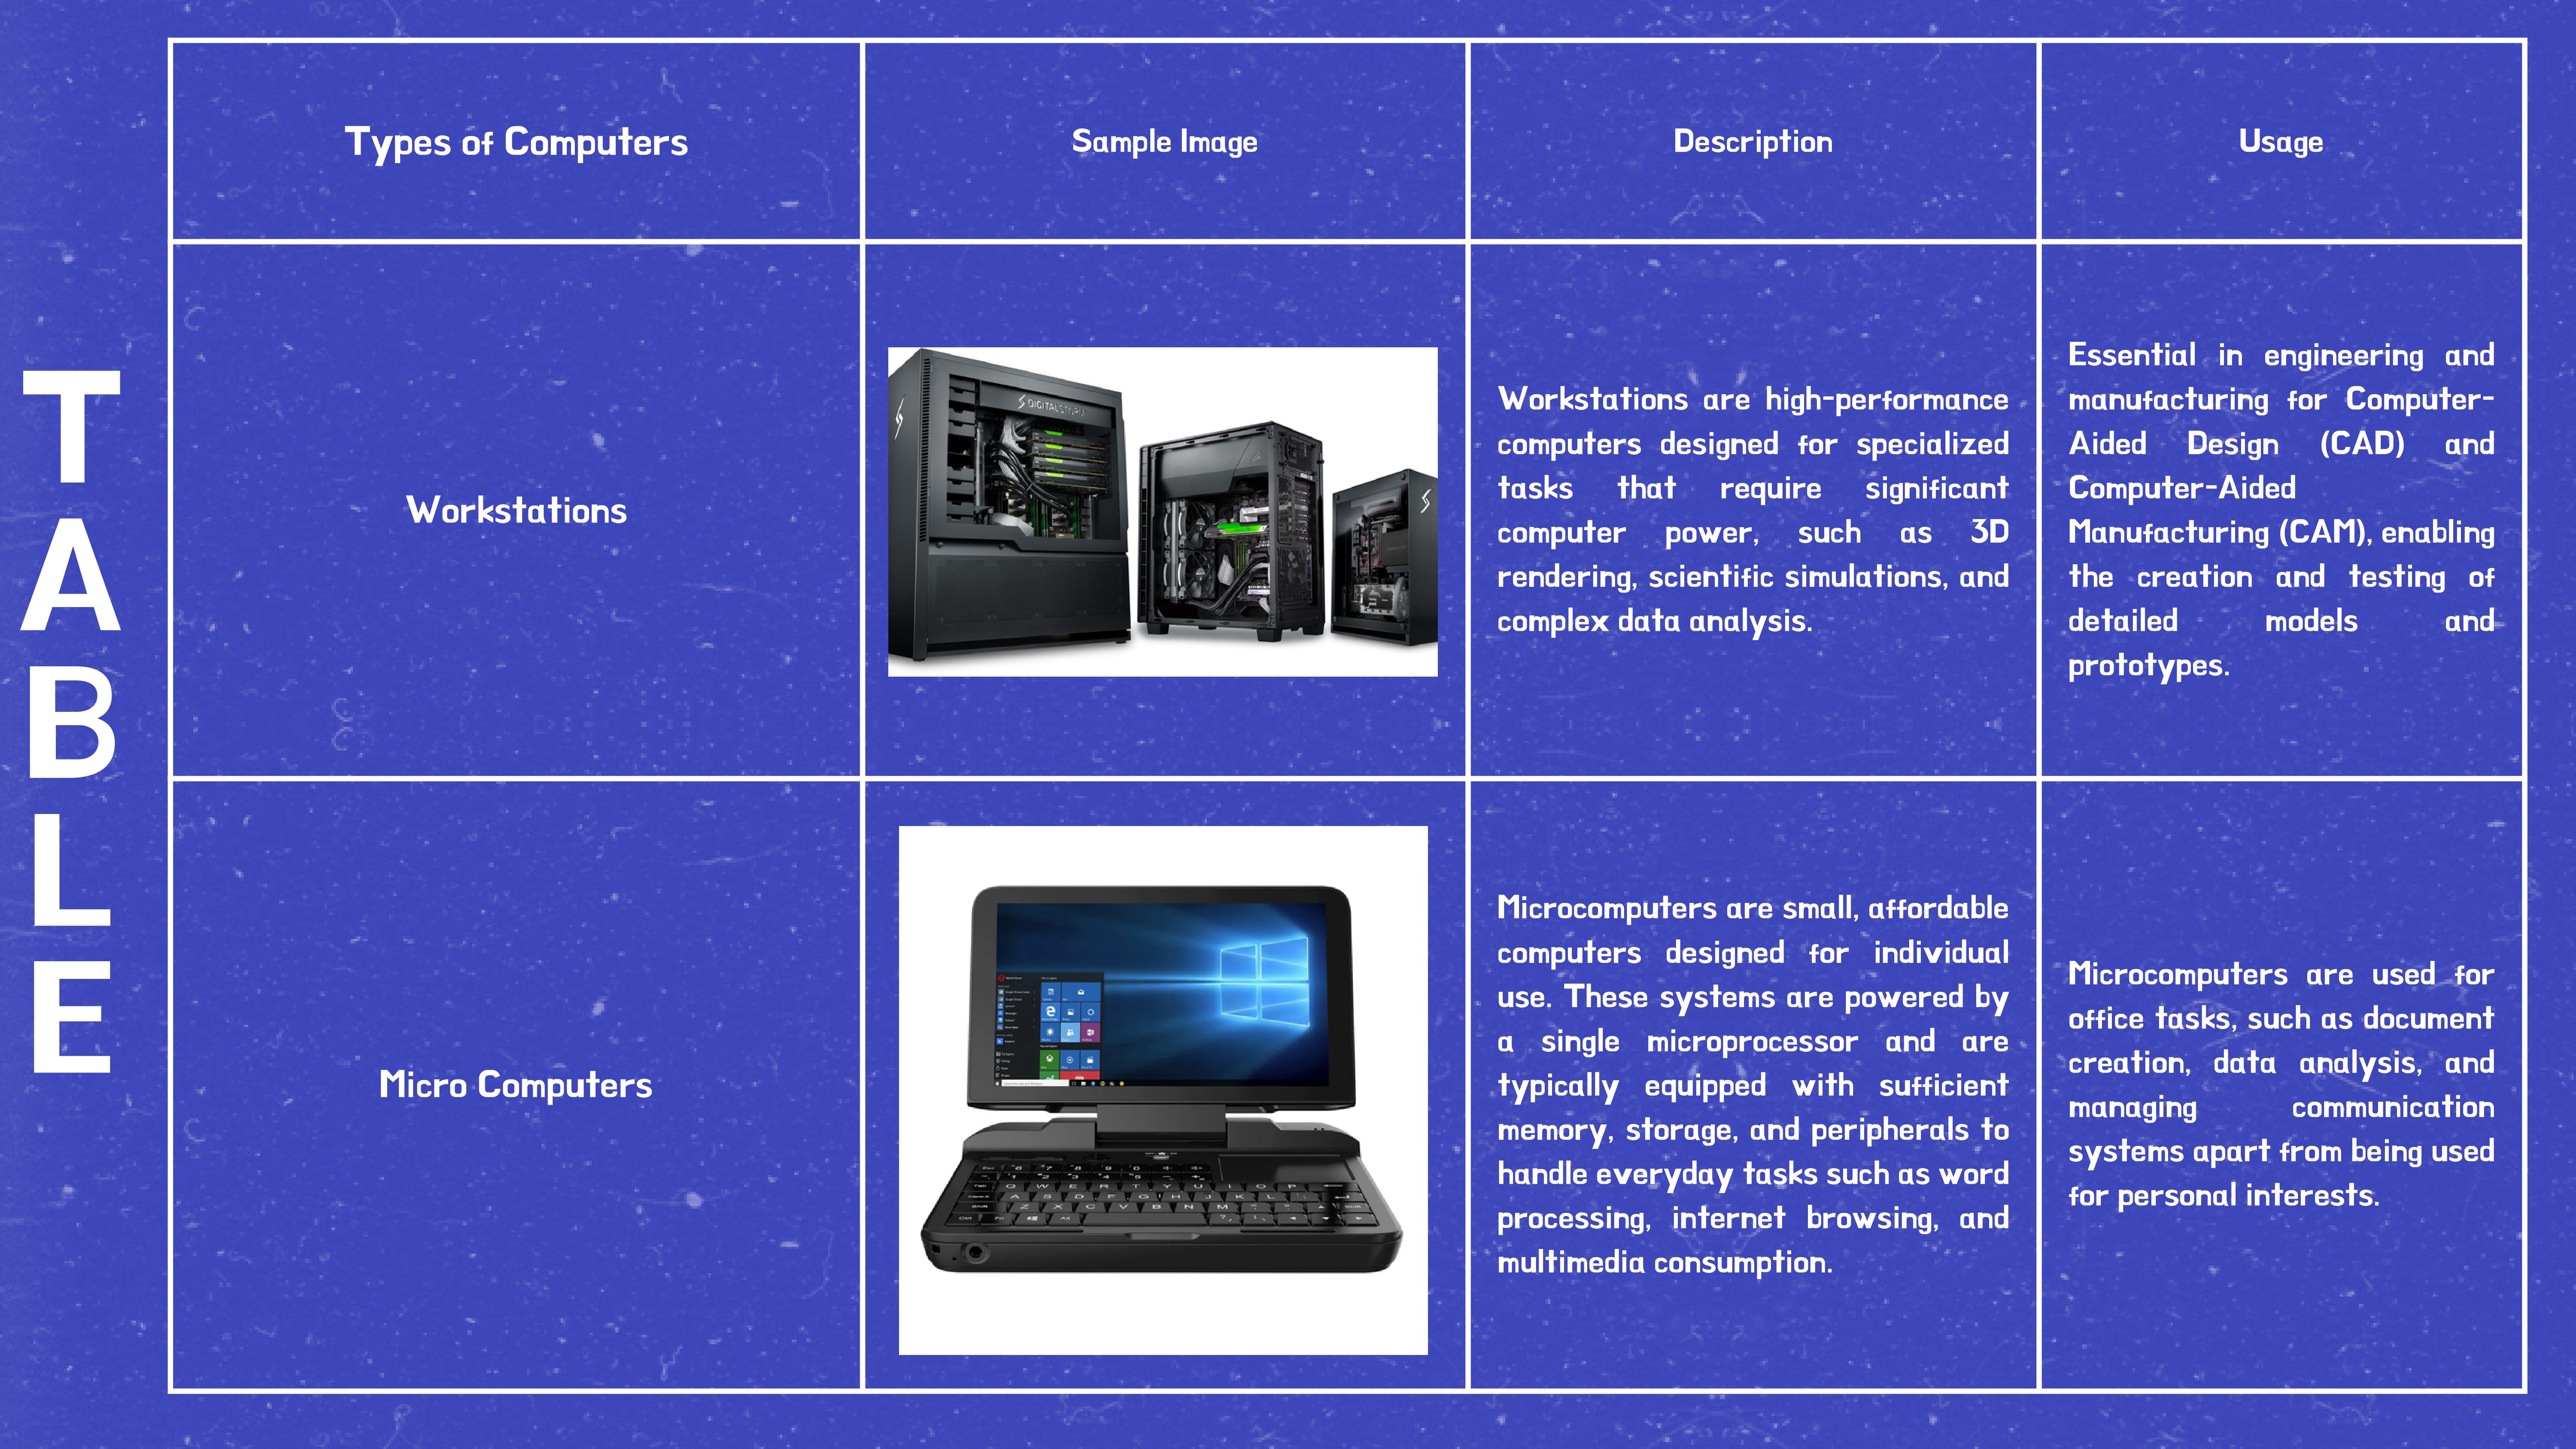 TABLE
Types of Computers
Sample Image
Description
Usage
Workstations
DIGITALSTORM
Workstations are high-performance
computers designed for specialized
tasks that require significant
computer power, such as 3D
rendering, scientific simulations, and
complex data analysis.
Essential in engineering and
manufacturing for Computer-
Aided Design (CAD) and
Computer-Aided
Manufacturing (CAM), enabling
the creation and testing of
detailed models and
prototypes.
Micro Computers
Microcomputers are small, affordable
computers designed for individual
use. These systems are powered by
a single microprocessor and are
typically equipped with sufficient
memory, storage, and peripherals to
handle everyday tasks such as word
processing, internet browsing, and
multimedia consumption.
Microcomputers are used for
office tasks, such as document
creation, data analysis, and
managing communication
systems apart from being used
for personal interests.